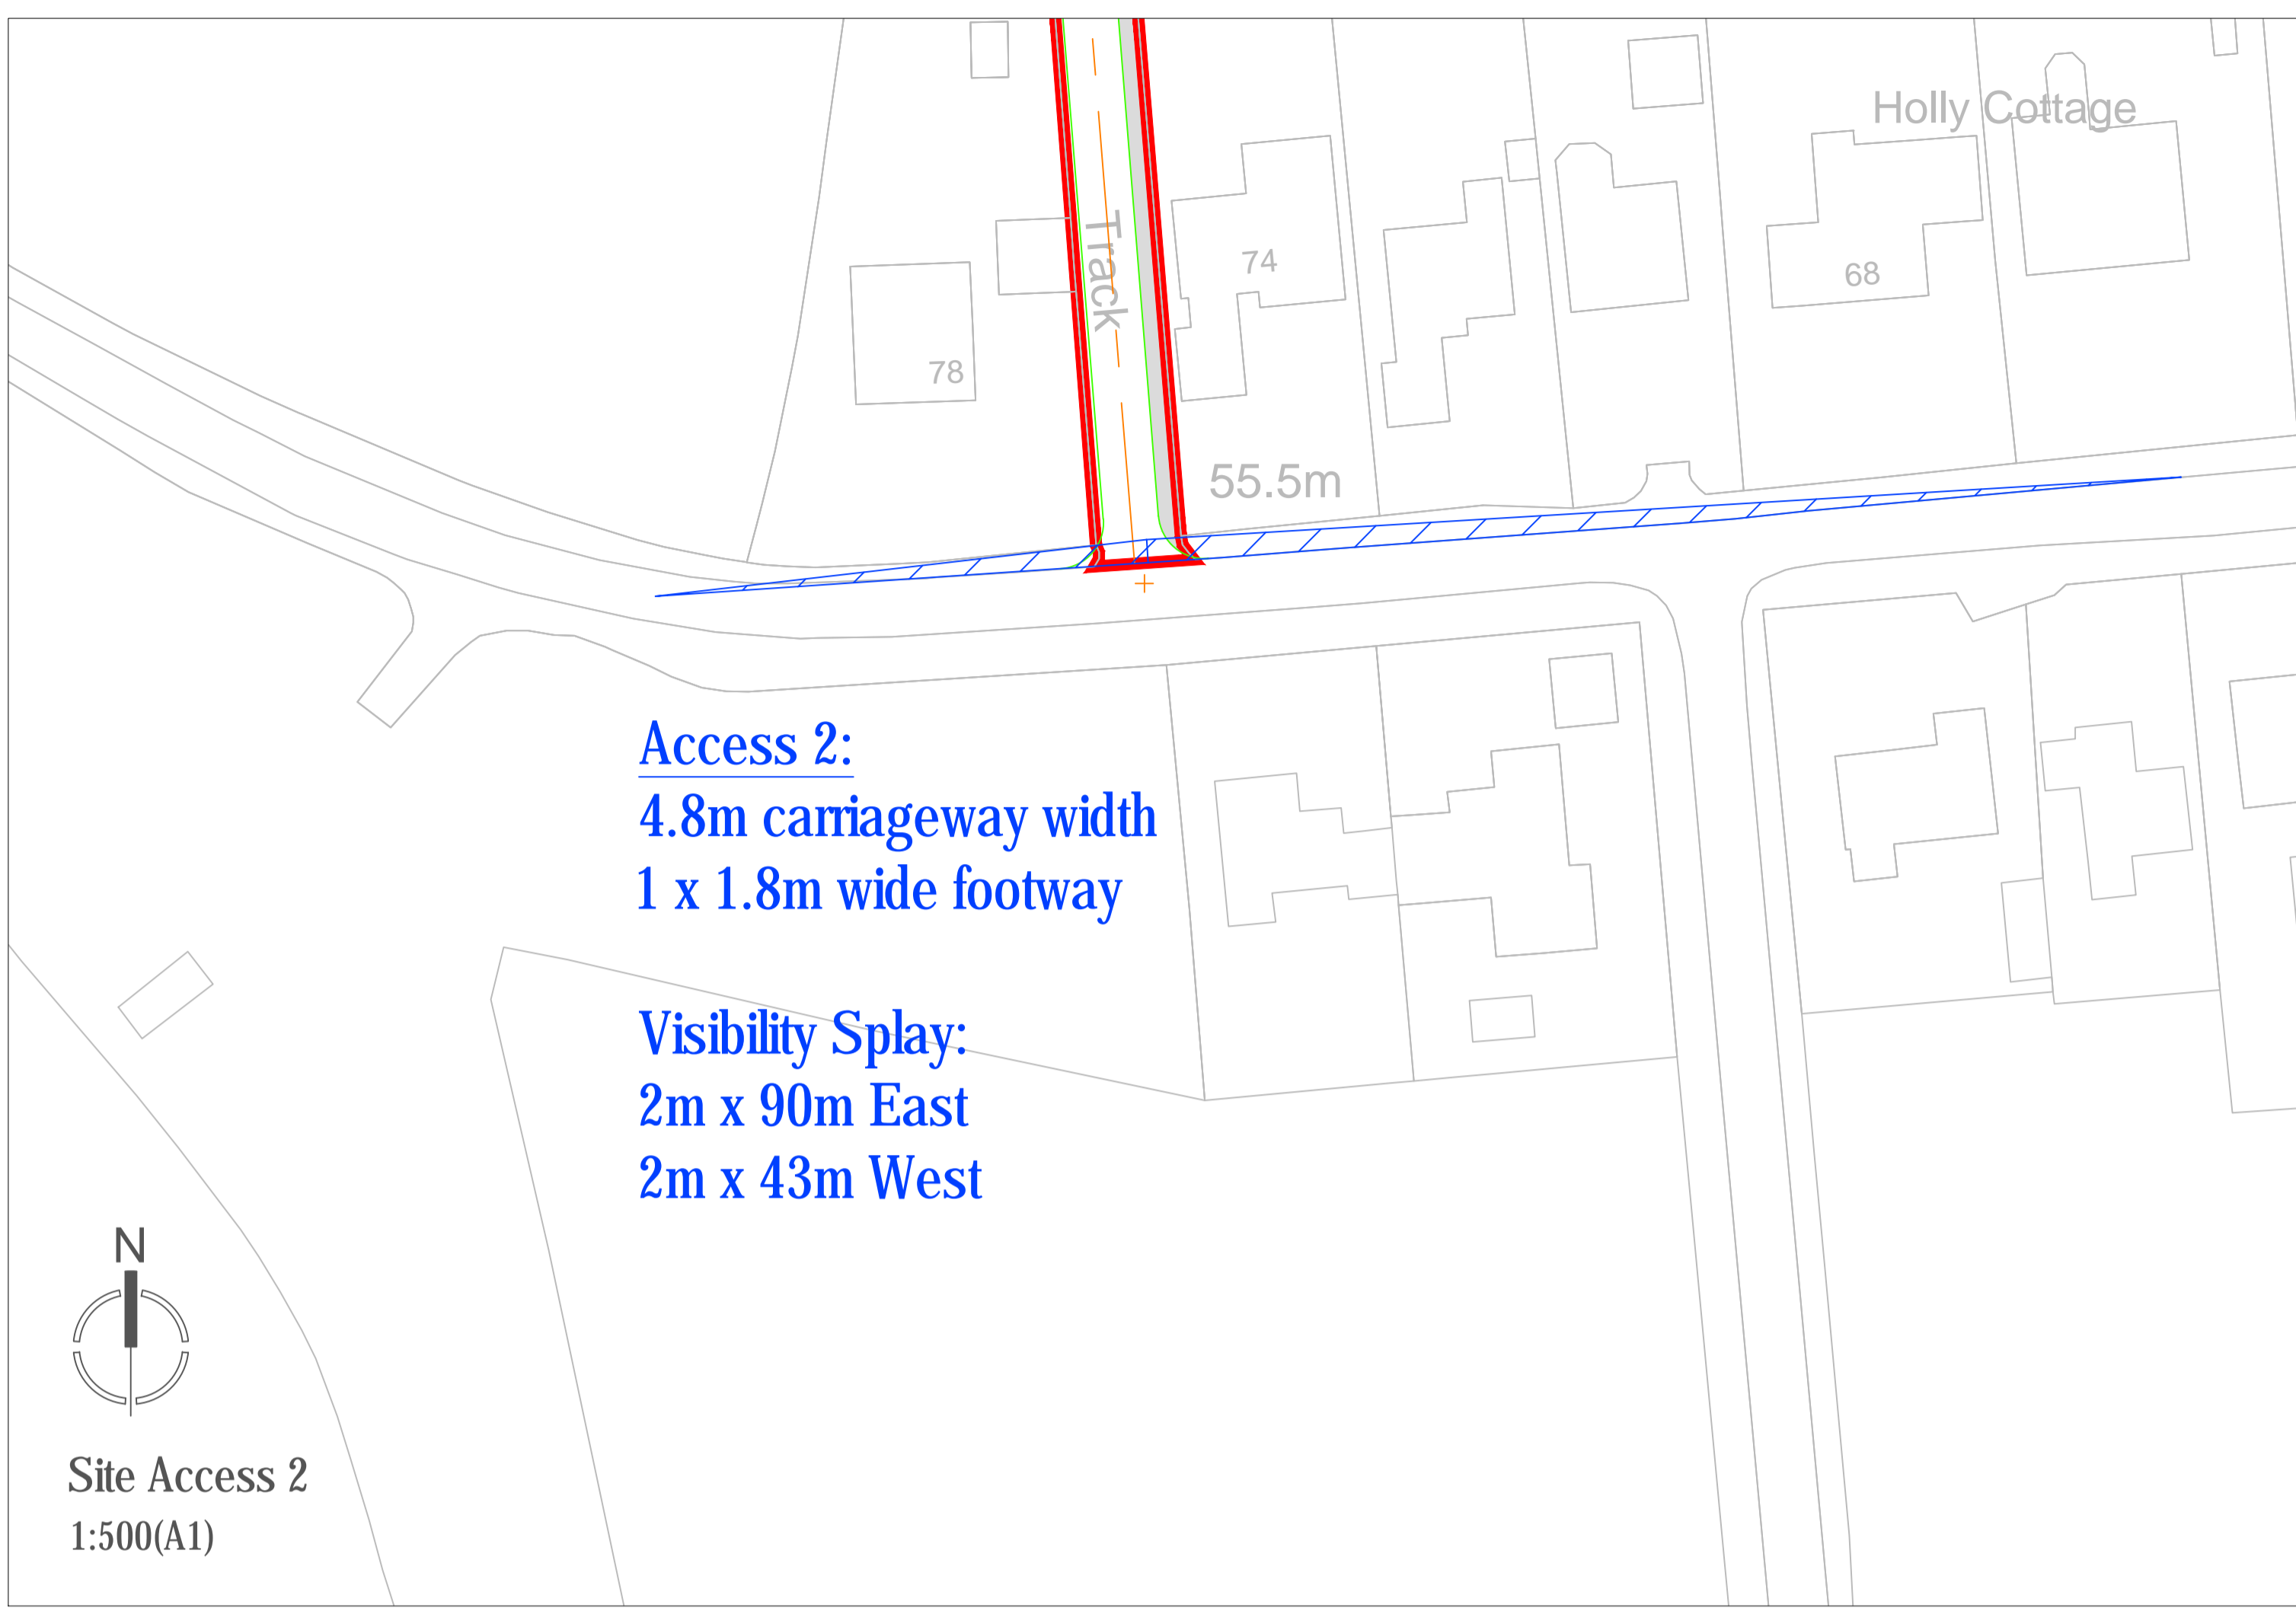 Holly Cottage
Track
74
68
78
55.5m
Access 2:
4.8m carriageway width
1 x 1.8m wide footway
Visibility Splay:
2m x 90m East
2m x 43m West
N
Site Access 2
1:500(A1)